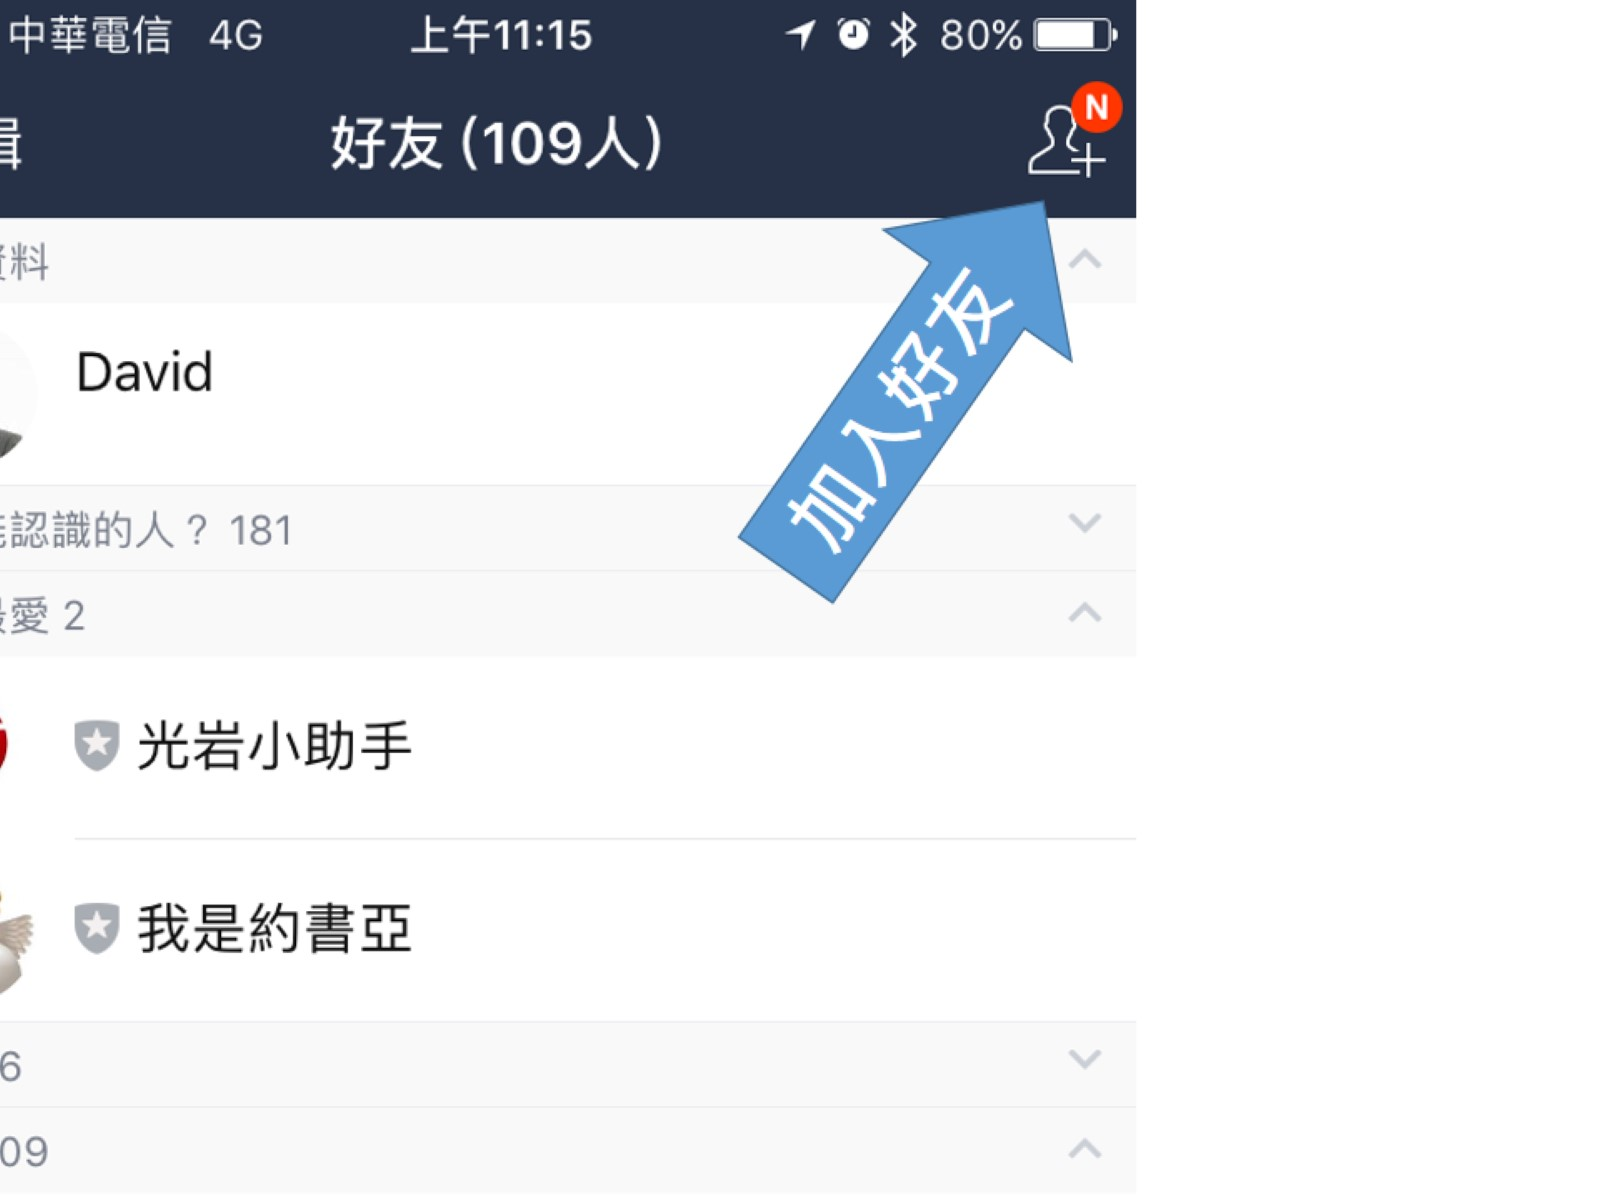 中華電信 4G 上午11:15 80%
N
好友 (109人)
資料
加入好友
David
認識的人？ 181
最愛 2
光岩小助手
我是約書亞
6
09